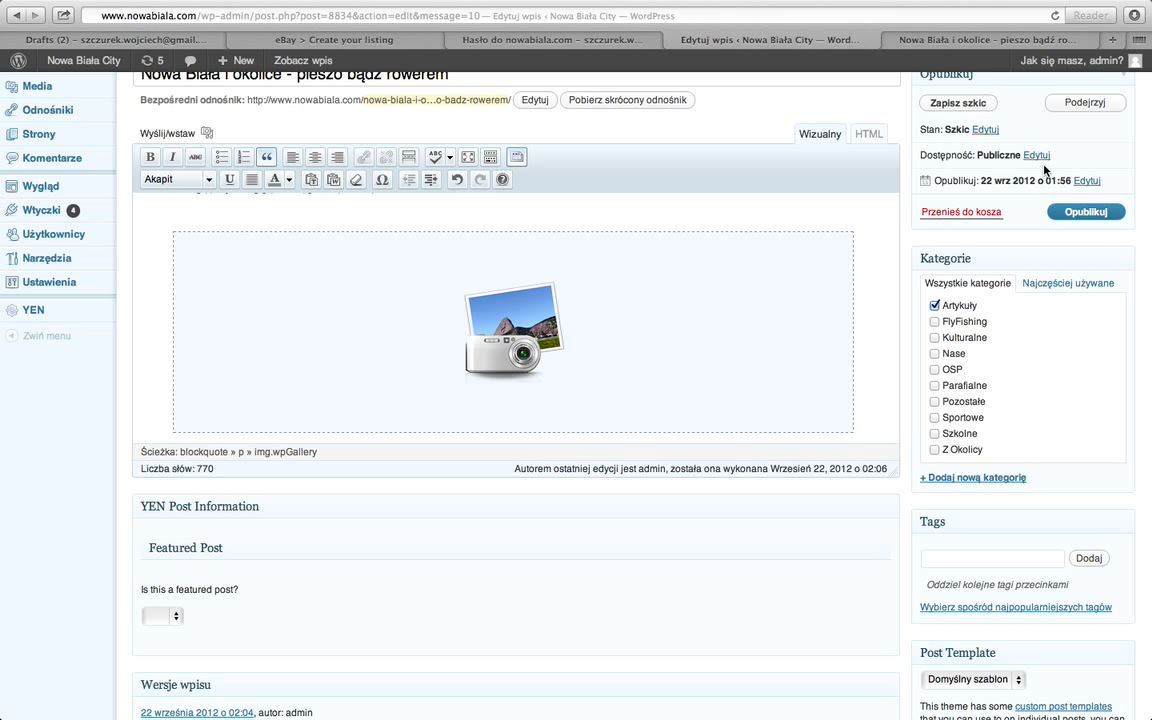 www.nowabiala.com/wp-admin/post.php?post=8834&action=edit&message=10 — Edytuj wpis ‹ Nowa Biała City — WordPress
Reader
Drafts (2) – szczurek.wojciech@gmail....
eBay > Create your listing
Hasło do nowabiala.com – szczurek.w...
Edytuj wpis ‹ Nowa Biała City — Word...
Nowa Biała i okolice - pieszo bądź ro...
Nowa Biały City
5
+ New
Zobacz wpis
Jak się masz, admin?
Media
Odnośniki
Strony
Komentarze
Wygląd
Wtyczki 4
Użytkownicy
Narzędzia
Ustawienia
YEN
Zwiń menu
Nowa Biała i okolice - pieszo bądź rowerem
Bezpośredni odnośnik: http://www.nowabiala.com/nowa-biala-i-o...o-badz-rowerem/ Edytuj Pobierz skrócony odnośnik
Wyślij/wstaw
Wizualny HTML
B I ABC
ABC
Akapit
U
A
Ω
Ścieżka: blockquote » p » img.wpGallery
Liczba słów: 770
Autorem ostatniej edycji jest admin, została ona wykonana Wrzesień 22, 2012 o 02:06
YEN Post Information
Featured Post
Is this a featured post?
Wersje wpisu
22 września 2012 o 02:04, autor: admin
Opublikuj
Zapisz szkic
Podejrzyj
Stan: Szkic Edytuj
Dostępność: Publiczne Edytuj
Opublikuj: 22 wrz 2012 o 01:56 Edytuj
Przenieś do kosza
Opublikuj
Kategorie
Wszystkie kategorie
Najczęściej używane
Artykuły
FlyFishing
Kulturalne
Nase
OSP
Parafialne
Pozostałe
Sportowe
Szkolne
Z Okolicy
+ Dodaj nową kategorię
Tags
Dodaj
Oddziel kolejne tagi przecinkami
Wybierz spośród najpopularniejszych tagów
Post Template
Domyślny szablon
This theme has some custom post templates
that you can use to on individual posts, you can